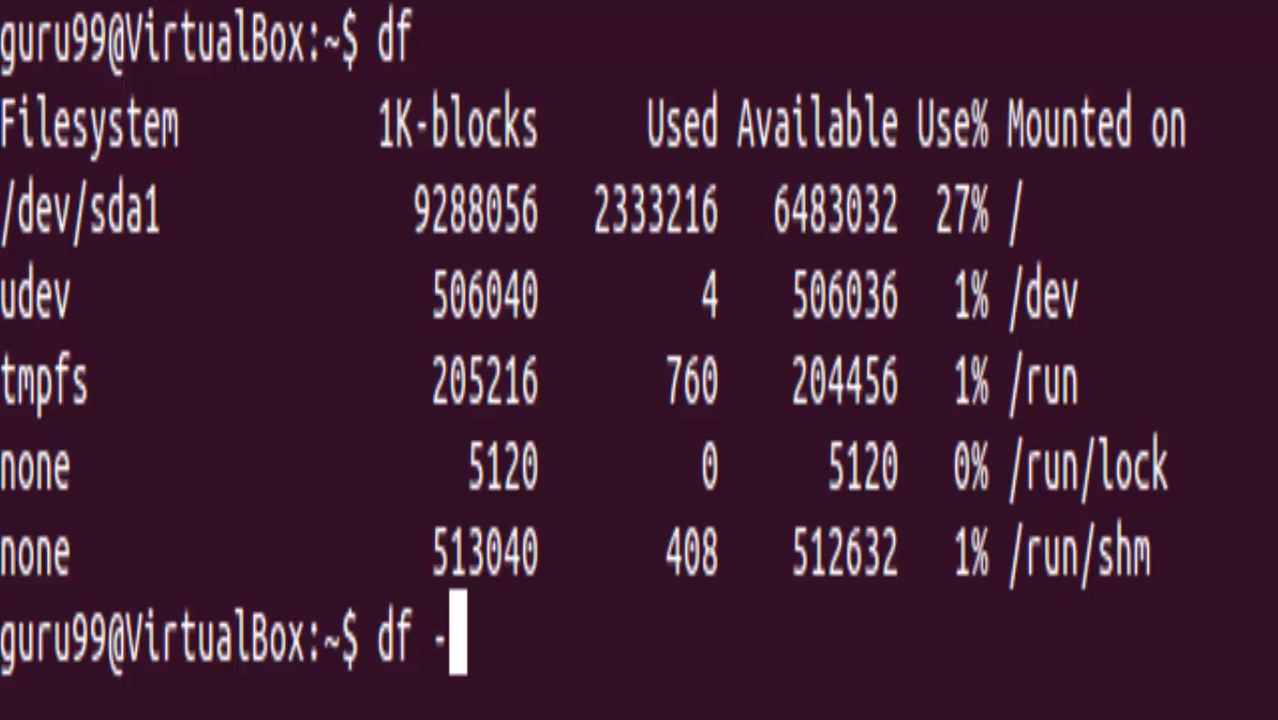 guru99@VirtualBox:~$ df
Filesystem 1K-blocks Used Available Use% Mounted on
/dev/sda1 9288056 2333216 6483032 27% /
udev 506040 4 506036 1% /dev
tmpfs 205216 760 204456 1% /run
none 5120 0 5120 0% /run/lock
none 513040 408 512632 1% /run/shm
guru99@VirtualBox:~$ df -